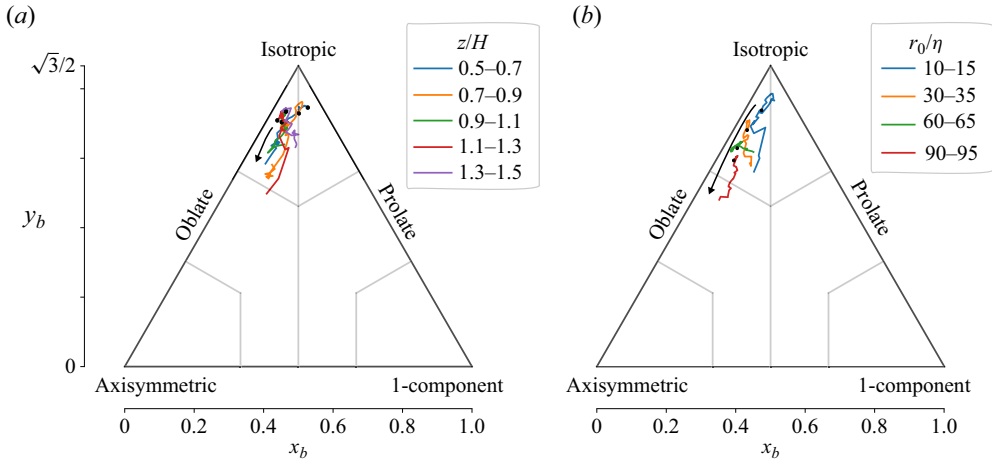 (a)
(b)
Isotropic
z/H
0.5–0.7
0.7–0.9
0.9–1.1
1.1–1.3
1.3–1.5
√3/2
y_b
0
Oblate
Prolate
Axisymmetric
1-component
0 0.2 0.4 0.6 0.8 1.0
x_b
Isotropic
r_0/η
10–15
30–35
60–65
90–95
Oblate
Prolate
Axisymmetric
1-component
0 0.2 0.4 0.6 0.8 1.0
x_b